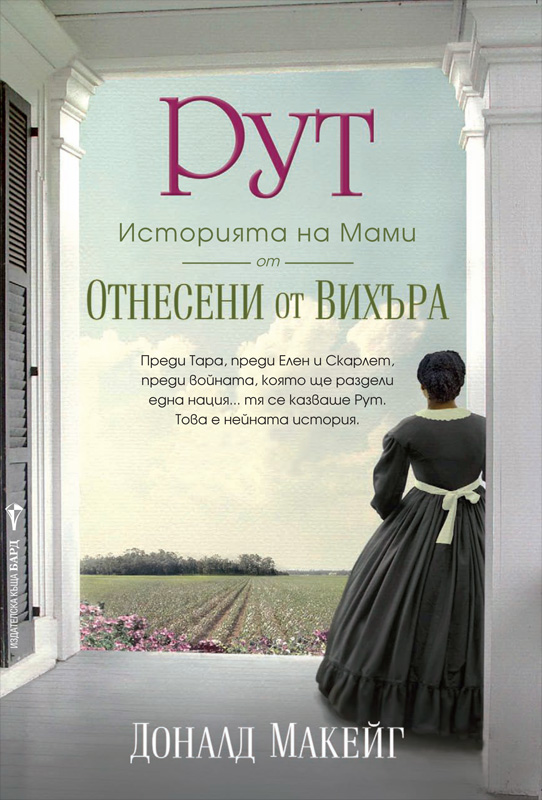 Рут
Историята на Мами
от
Отнесени от Вихъра
Преди Тара, преди Елен и Скарлет,
преди войната, която ще раздели
една нация... тя се казваше Рут.
Това е нейната история.
ИЗДАТЕЛСКА КЪЩА БАРД
Доналд Макейг